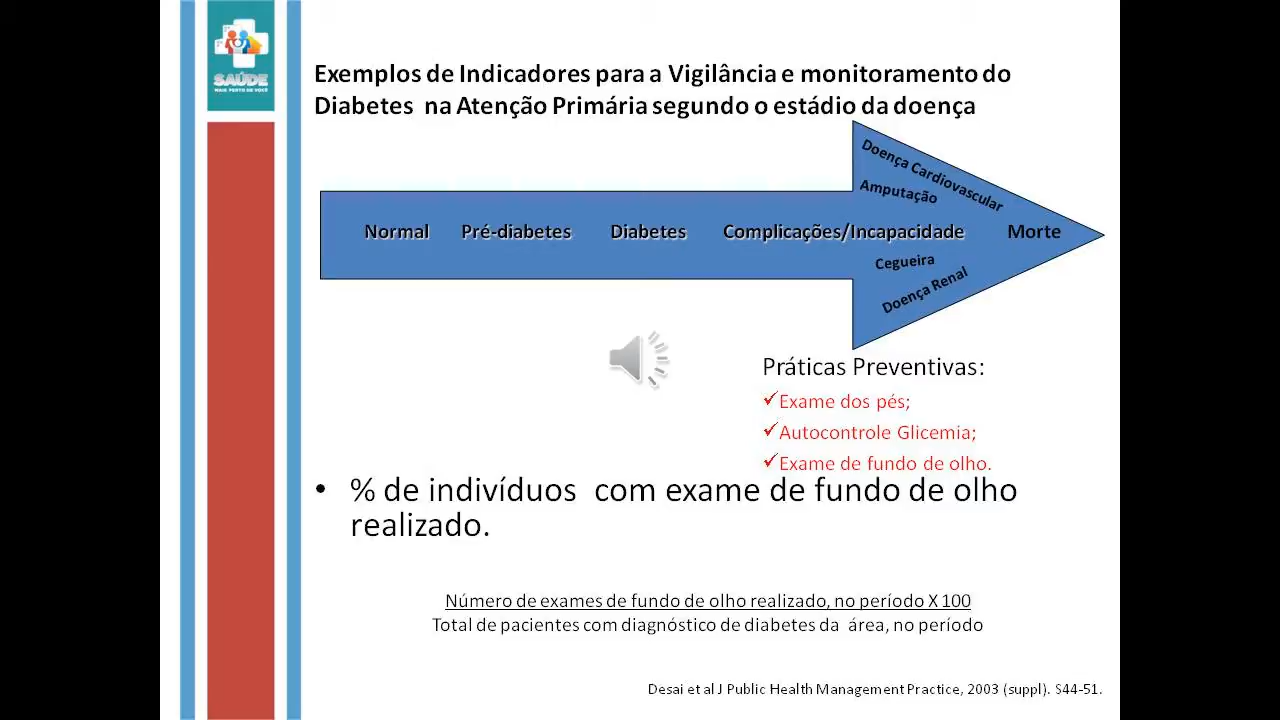 SAÚDE
MAIS PERTO DE VOCÊ
Exemplos de Indicadores para a Vigilância e monitoramento do
Diabetes na Atenção Primária segundo o estádio da doença
Doença Cardiovascular
Amputação
Normal Pré-diabetes Diabetes Complicações/Incapacidade Morte
Cegueira
Doença Renal
Práticas Preventivas:
✓Exame dos pés;
✓Autocontrole Glicemia;
✓Exame de fundo de olho.
• % de indivíduos com exame de fundo de olho
realizado.
Número de exames de fundo de olho realizado, no período X 100
Total de pacientes com diagnóstico de diabetes da área, no período
Desai et al J Public Health Management Practice, 2003 (suppl). S44-51.